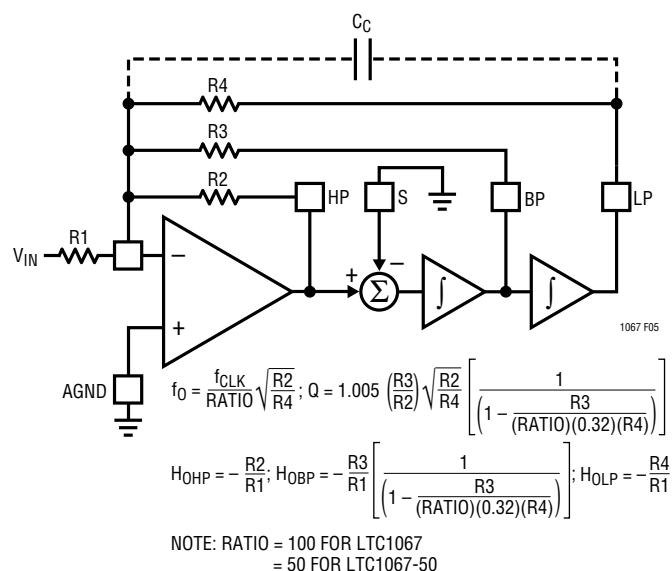 C_C
R4
R3
R2
HP
S
BP
LP
R1
V_IN
−
+
+
−
Σ
∫
∫
1067 F05
AGND
f_O = f_CLK/RATIO √(R2/R4) ; Q = 1.005 (R3/R2) √(R2/R4) [1/(1 − R3/((RATIO)(0.32)(R4)))]
H_OHP = − R2/R1; H_OBP = − R3/R1 [1/(1 − R3/((RATIO)(0.32)(R4)))]; H_OLP = − R4/R1
NOTE: RATIO = 100 FOR LTC1067
= 50 FOR LTC1067-50